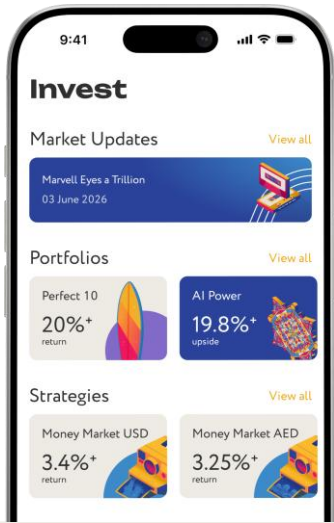 9:41
Invest
Market Updates View all
Marvell Eyes a Trillion
03 June 2026
Portfolios View all
Perfect 10 AI Power
20%+ 19.8%+
return upside
Strategies View all
Money Market USD Money Market AED
3.4%+ 3.25%+
return return